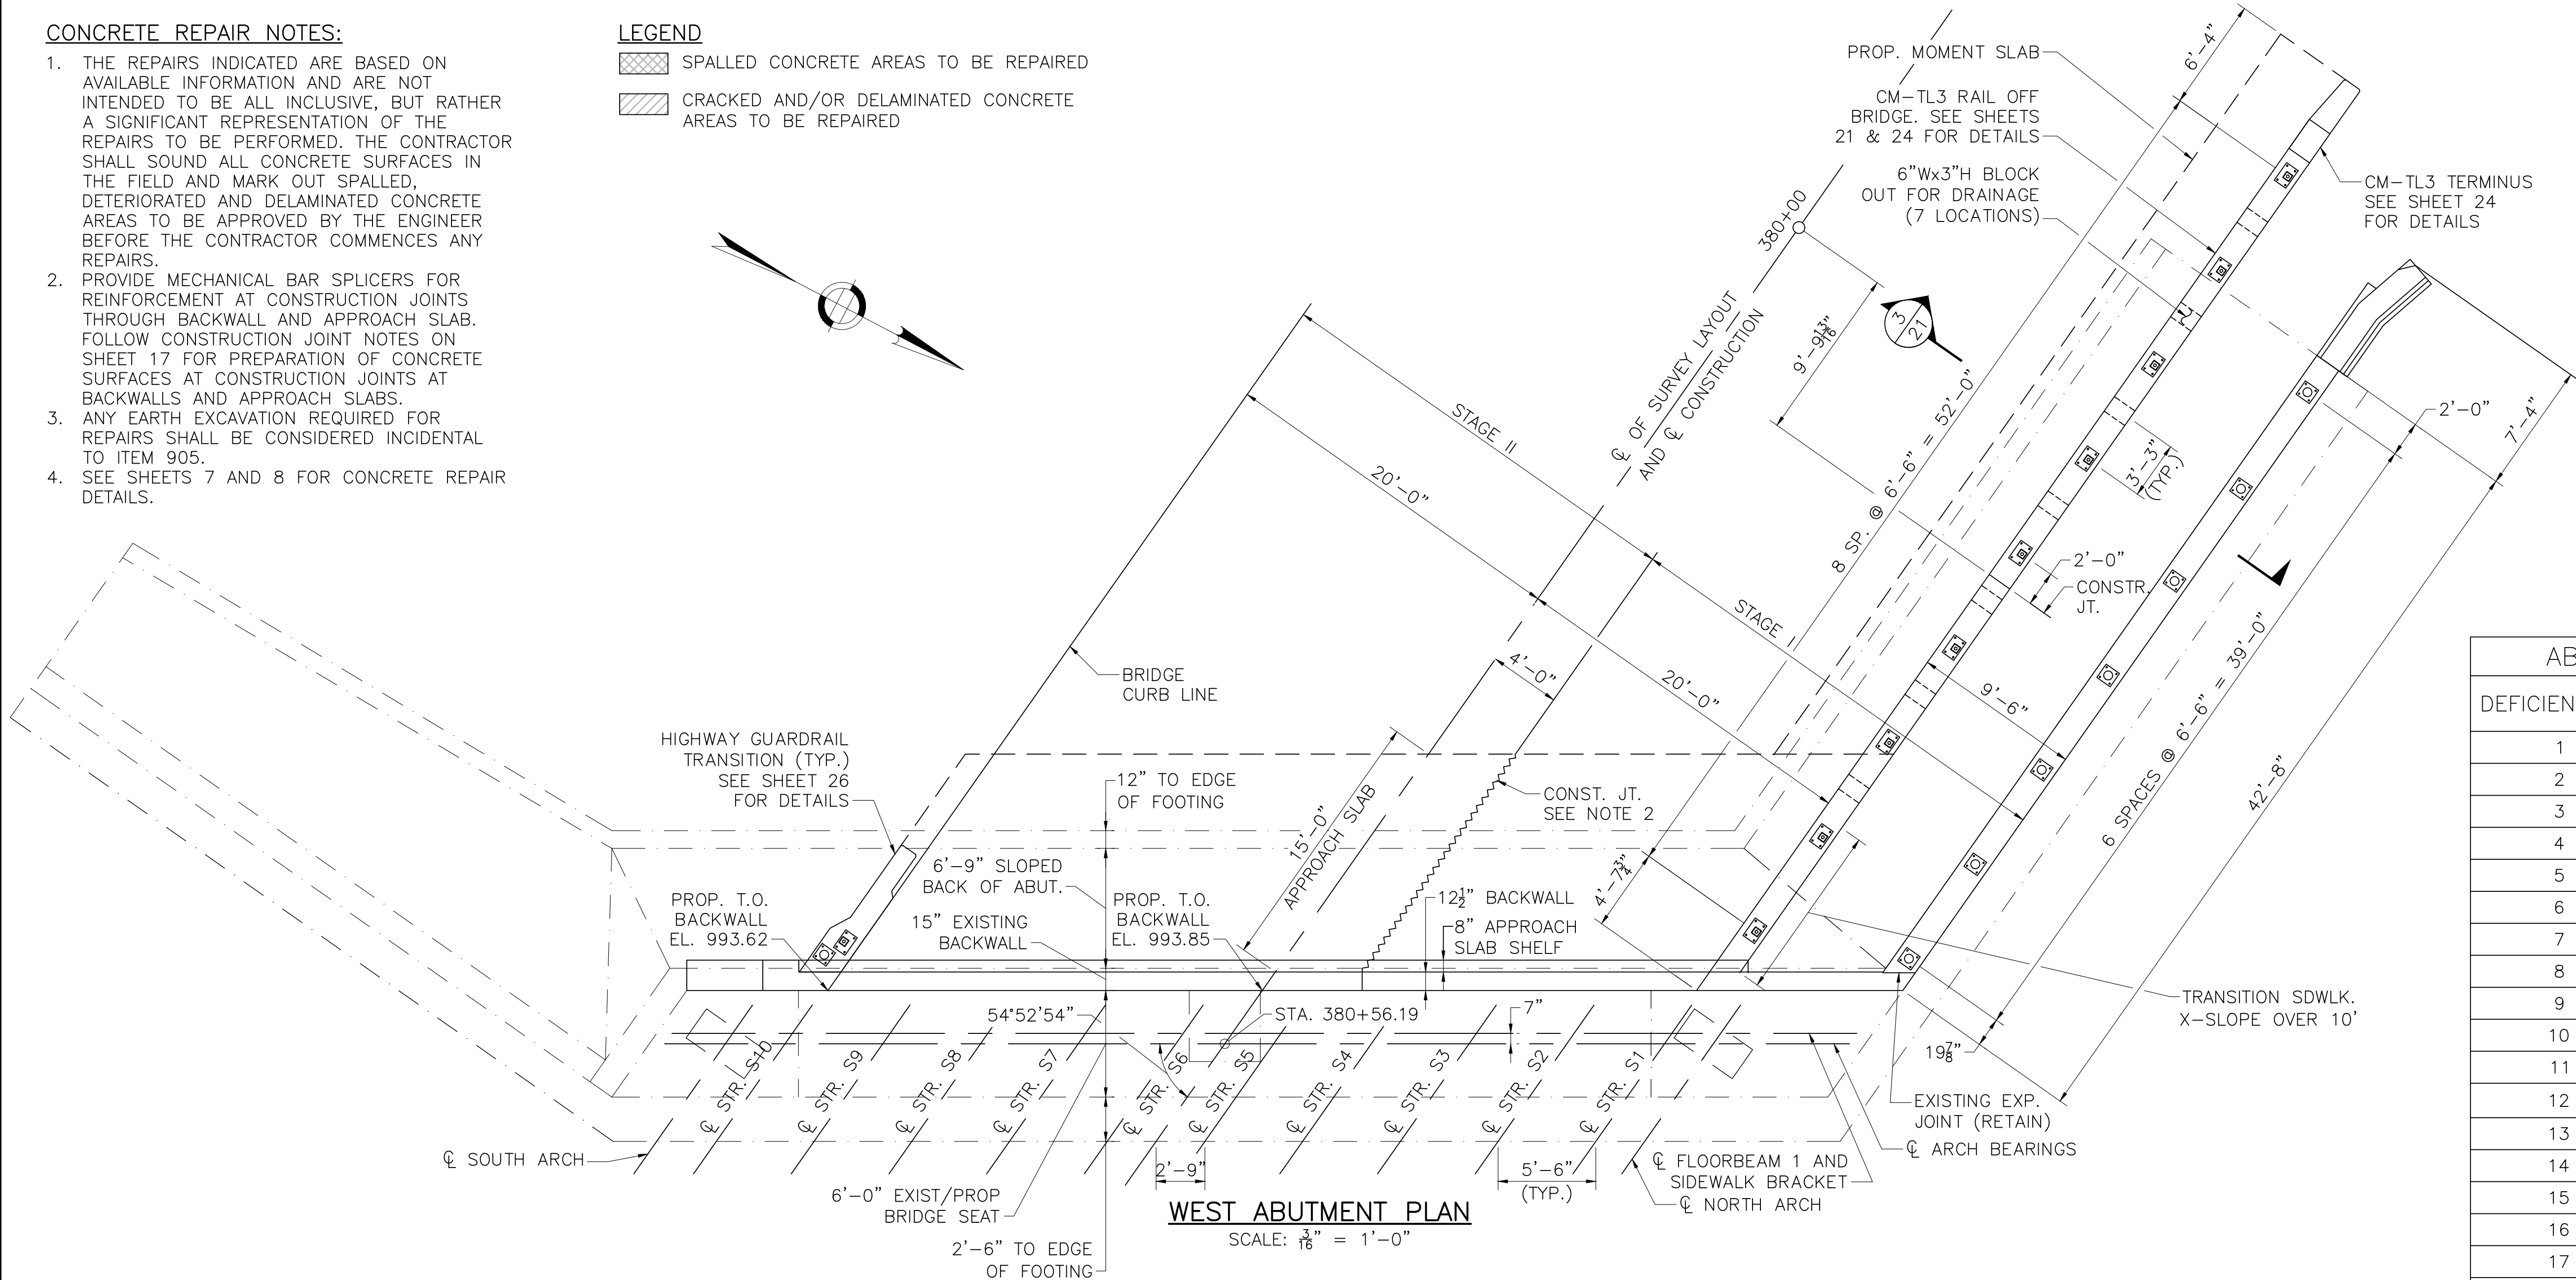 CONCRETE REPAIR NOTES:
1. THE REPAIRS INDICATED ARE BASED ON
AVAILABLE INFORMATION AND ARE NOT
INTENDED TO BE ALL INCLUSIVE, BUT RATHER
A SIGNIFICANT REPRESENTATION OF THE
REPAIRS TO BE PERFORMED. THE CONTRACTOR
SHALL SOUND ALL CONCRETE SURFACES IN
THE FIELD AND MARK OUT SPALLED,
DETERIORATED AND DELAMINATED CONCRETE
AREAS TO BE APPROVED BY THE ENGINEER
BEFORE THE CONTRACTOR COMMENCES ANY
REPAIRS.
2. PROVIDE MECHANICAL BAR SPLICERS FOR
REINFORCEMENT AT CONSTRUCTION JOINTS
THROUGH BACKWALL AND APPROACH SLAB.
FOLLOW CONSTRUCTION JOINT NOTES ON
SHEET 17 FOR PREPARATION OF CONCRETE
SURFACES AT CONSTRUCTION JOINTS AT
BACKWALLS AND APPROACH SLABS.
3. ANY EARTH EXCAVATION REQUIRED FOR
REPAIRS SHALL BE CONSIDERED INCIDENTAL
TO ITEM 905.
4. SEE SHEETS 7 AND 8 FOR CONCRETE REPAIR
DETAILS.
LEGEND
SPALLED CONCRETE AREAS TO BE REPAIRED
CRACKED AND/OR DELAMINATED CONCRETE
AREAS TO BE REPAIRED
PROP. MOMENT SLAB
CM-TL3 RAIL OFF
BRIDGE. SEE SHEETS
21 & 24 FOR DETAILS
6"Wx3"H BLOCK
OUT FOR DRAINAGE
(7 LOCATIONS)
6'-4"
CM-TL3 TERMINUS
SEE SHEET 24
FOR DETAILS
380+00
3
21
9'-9 13/16"
℄ OF SURVEY LAYOUT
AND ℄ CONSTRUCTION
8 SP. @ 6'-6" = 52'-0"
STAGE II
20'-0"
STAGE I
20'-0"
4'-0"
3'-3"
(TYP.)
2'-0"
CONSTR.
JT.
9'-6"
2'-0"
7'-4"
6 SPACES @ 6'-6" = 39'-0"
42'-8"
BRIDGE
CURB LINE
HIGHWAY GUARDRAIL
TRANSITION (TYP.)
SEE SHEET 26
FOR DETAILS
12" TO EDGE
OF FOOTING
15'-0"
APPROACH SLAB
CONST. JT.
SEE NOTE 2
6'-9" SLOPED
BACK OF ABUT.
15" EXISTING
BACKWALL
PROP. T.O.
BACKWALL
EL. 993.62
PROP. T.O.
BACKWALL
EL. 993.85
12 1/2" BACKWALL
8" APPROACH
SLAB SHELF
4'-7 3/4"
54°52'54"
STA. 380+56.19
7"
TRANSITION SDWLK.
X-SLOPE OVER 10'
19 7/8"
EXISTING EXP.
JOINT (RETAIN)
℄ ARCH BEARINGS
℄ FLOORBEAM 1 AND
SIDEWALK BRACKET
℄ NORTH ARCH
℄ SOUTH ARCH
℄ STR. S10
℄ STR. S9
℄ STR. S8
℄ STR. S7
℄ STR. S6
℄ STR. S5
℄ STR. S4
℄ STR. S3
℄ STR. S2
℄ STR. S1
2'-9"
5'-6"
(TYP.)
6'-0" EXIST/PROP
BRIDGE SEAT
2'-6" TO EDGE
OF FOOTING
WEST ABUTMENT PLAN
SCALE: 3/16" = 1'-0"
AB
DEFICIEN
1
2
3
4
5
6
7
8
9
10
11
12
13
14
15
16
17